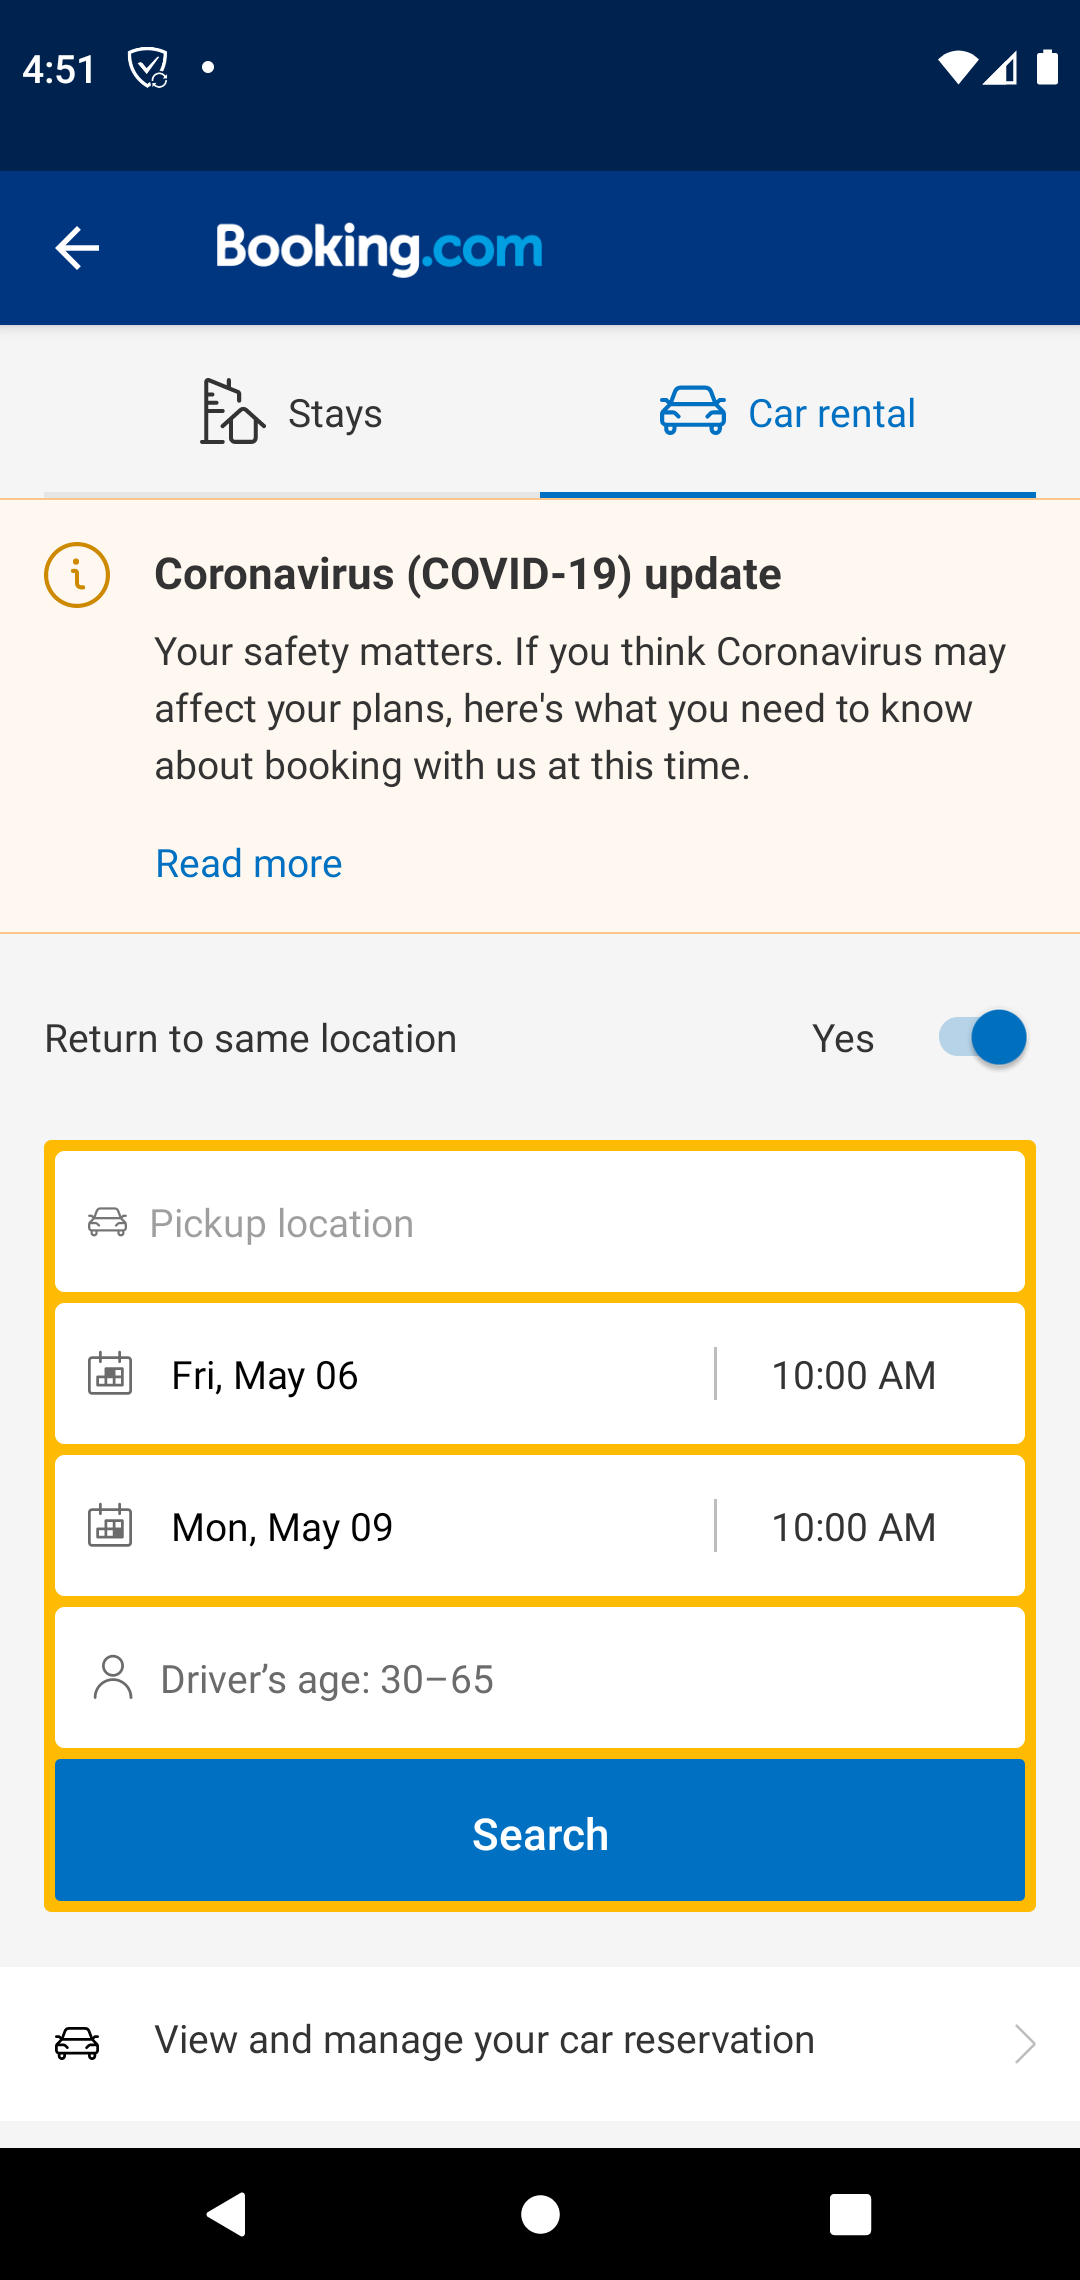 4:51
Booking.com
Stays
Car rental
Coronavirus (COVID-19) update
Your safety matters. If you think Coronavirus may
affect your plans, here's what you need to know
about booking with us at this time.
Read more
Return to same location
Yes
Pickup location
Fri, May 06
10:00 AM
Mon, May 09
10:00 AM
Driver’s age: 30–65
Search
View and manage your car reservation